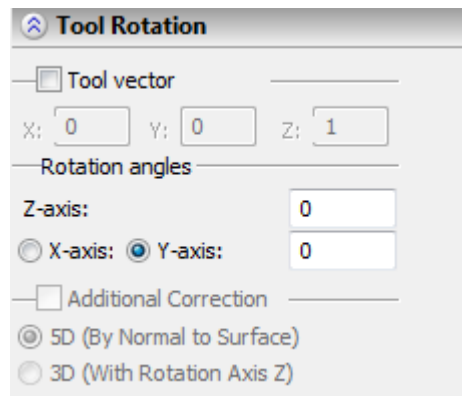 Tool Rotation
Tool vector
X: 0 Y: 0 Z: 1
Rotation angles
Z-axis: 0
X-axis: Y-axis: 0
Additional Correction
5D (By Normal to Surface)
3D (With Rotation Axis Z)